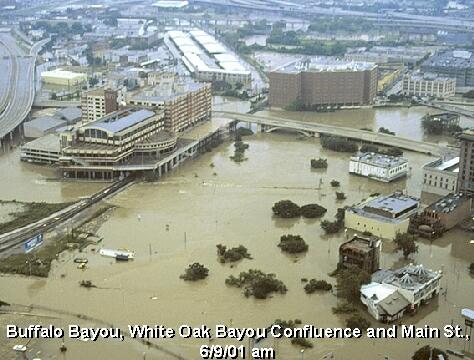 Buffalo Bayou, White Oak Bayou Confluence and Main St.,
6/9/01 am